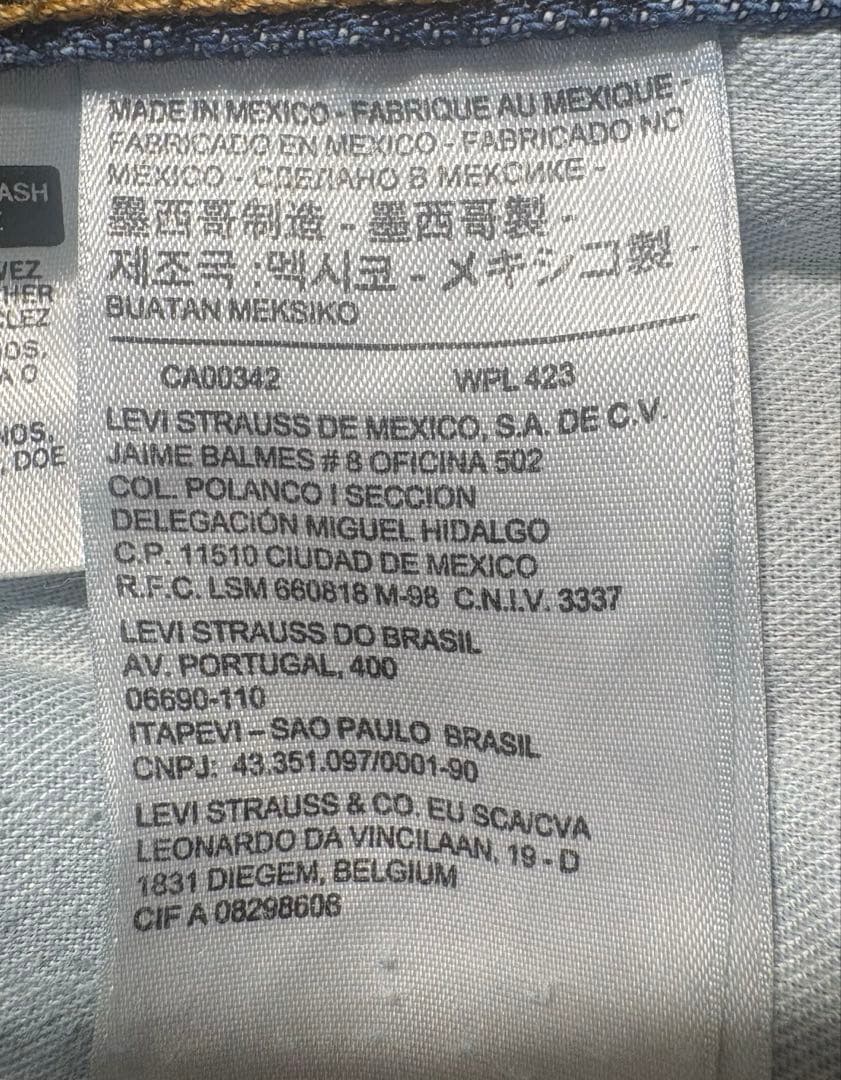 MADE IN MEXICO - FABRIQUE AU MEXIQUE -
FABRICADO EN MEXICO - FABRICADO NO
MÉXICO - СДЕЛАНО В МЕКСИКЕ -
墨西哥制造 - 墨西哥製 -
제조국 :멕시코 - メキシコ製 -
BUATAN MEKSIKO
CA00342 WPL 423
LEVI STRAUSS DE MEXICO, S.A. DE C.V.
JAIME BALMES # 8 OFICINA 502
COL. POLANCO I SECCION
DELEGACIÓN MIGUEL HIDALGO
C.P. 11510 CIUDAD DE MEXICO
R.F.C. LSM 660818 M-98 C.N.I.V. 3337
LEVI STRAUSS DO BRASIL
AV. PORTUGAL, 400
06690-110
ITAPEVI – SAO PAULO BRASIL
CNPJ: 43.351.097/0001-90
LEVI STRAUSS & CO. EU SCA/CVA
LEONARDO DA VINCILAAN, 19 - D
1831 DIEGEM, BELGIUM
CIF A 08298608